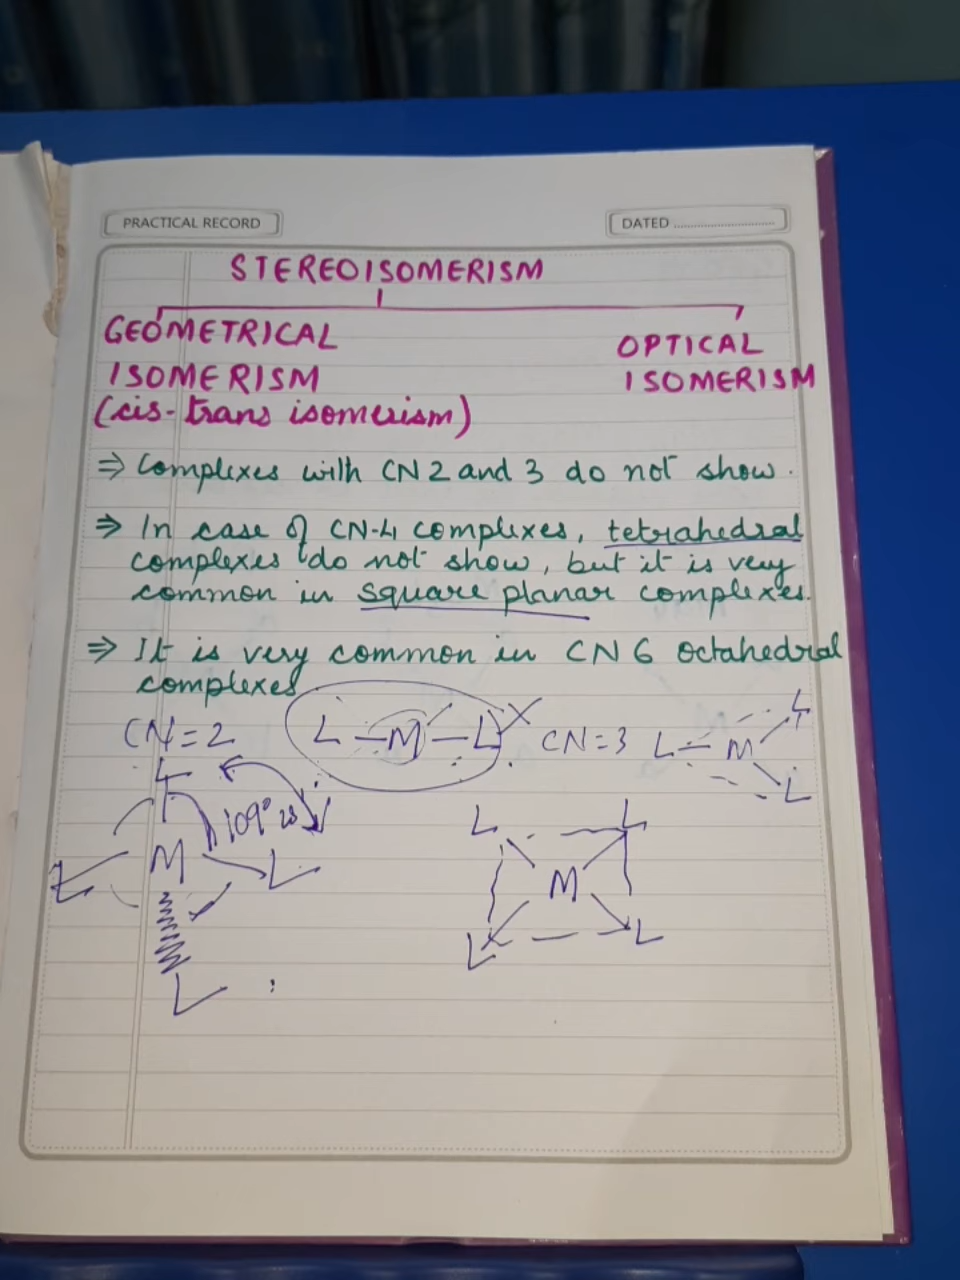 PRACTICAL RECORD
DATED ..............................
STEREOISOMERISM
GEOMETRICAL
ISOMERISM
(cis-trans isomerism)
OPTICAL
ISOMERISM
⇒ Complexes with CN 2 and 3 do not show.
⇒ In case of CN-4 complexes, tetrahedral
complexes do not show, but it is very
common in square planar complexes.
⇒ It is very common in CN 6 octahedral
complexes
CN=2 L-M-L CN=3 L-M L
L
L
109° 28'
L M L
L
L L
M
L L